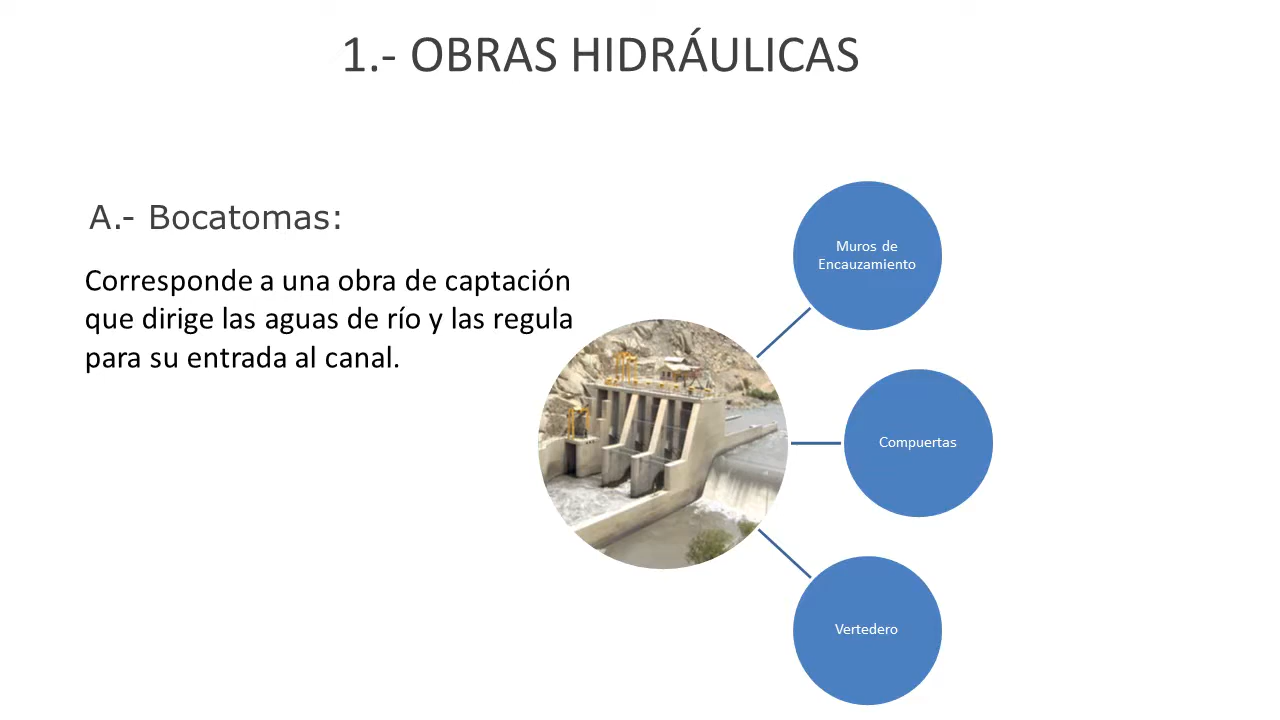 1.- OBRAS HIDRÁULICAS
A.- Bocatomas:
Corresponde a una obra de captación
que dirige las aguas de río y las regula
para su entrada al canal.
Muros de
Encauzamiento
Compuertas
Vertedero